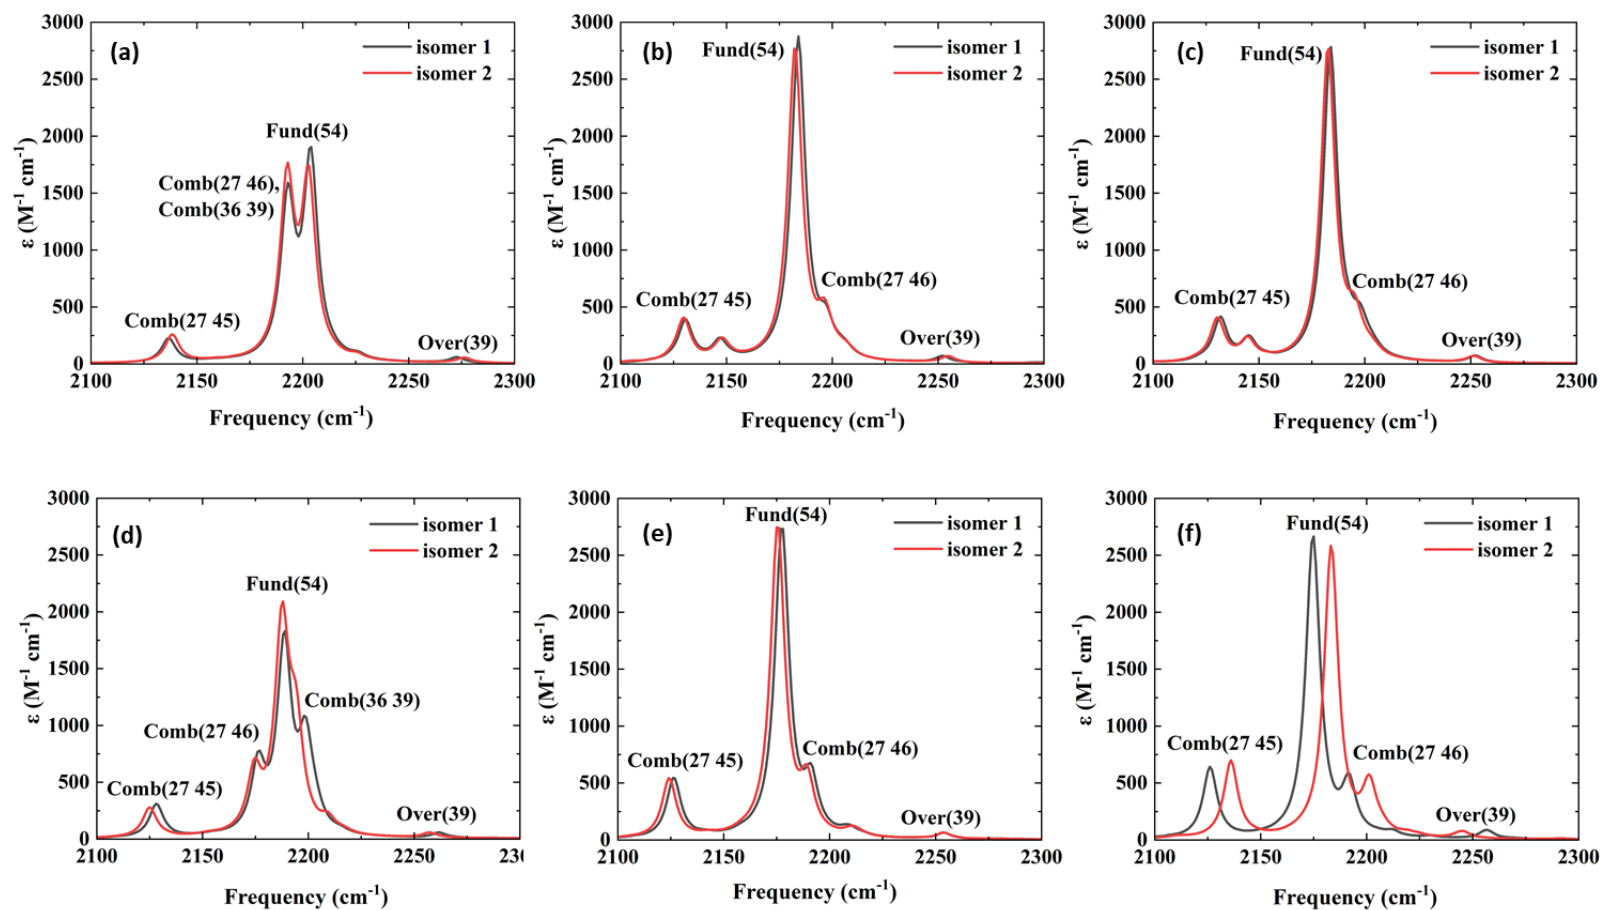 (a)
isomer 1
isomer 2
Fund(54)
Comb(27 46),
Comb(36 39)
Comb(27 45)
Over(39)
3000
2500
2000
1500
1000
500
0
2100 2150 2200 2250 2300
ε (M⁻¹ cm⁻¹)
Frequency (cm⁻¹)
(b)
isomer 1
isomer 2
Fund(54)
Comb(27 46)
Comb(27 45)
Over(39)
3000
2500
2000
1500
1000
500
0
2100 2150 2200 2250 2300
ε (M⁻¹ cm⁻¹)
Frequency (cm⁻¹)
(c)
isomer 1
isomer 2
Fund(54)
Comb(27 46)
Comb(27 45)
Over(39)
3000
2500
2000
1500
1000
500
0
2100 2150 2200 2250 2300
ε (M⁻¹ cm⁻¹)
Frequency (cm⁻¹)
(d)
isomer 1
isomer 2
Fund(54)
Comb(36 39)
Comb(27 46)
Comb(27 45)
Over(39)
3000
2500
2000
1500
1000
500
0
2100 2150 2200 2250
ε (M⁻¹ cm⁻¹)
Frequency (cm⁻¹)
(e)
isomer 1
isomer 2
Fund(54)
Comb(27 46)
Comb(27 45)
Over(39)
3000
2500
2000
1500
1000
500
0
2100 2150 2200 2250 2300
ε (M⁻¹ cm⁻¹)
Frequency (cm⁻¹)
(f)
isomer 1
isomer 2
Fund(54)
Comb(27 45)
Comb(27 46)
Over(39)
3000
2500
2000
1500
1000
500
0
2100 2150 2200 2250 2300
ε (M⁻¹ cm⁻¹)
Frequency (cm⁻¹)